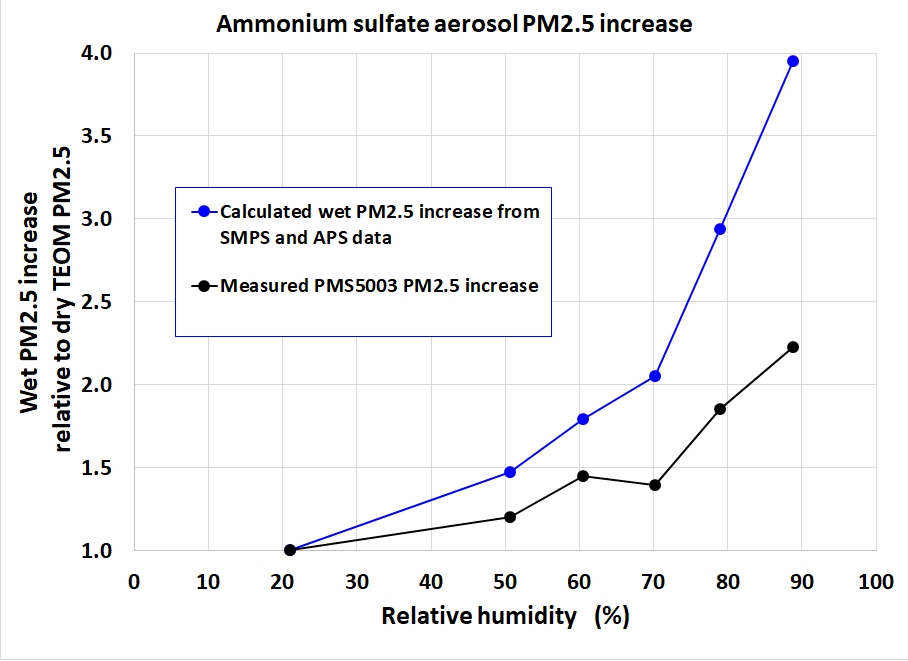 Ammonium sulfate aerosol PM2.5 increase
4.0
3.5
3.0
2.5
2.0
1.5
1.0
Wet PM2.5 increase
relative to dry TEOM PM2.5
Calculated wet PM2.5 increase from
SMPS and APS data
Measured PMS5003 PM2.5 increase
0 10 20 30 40 50 60 70 80 90 100
Relative humidity (%)